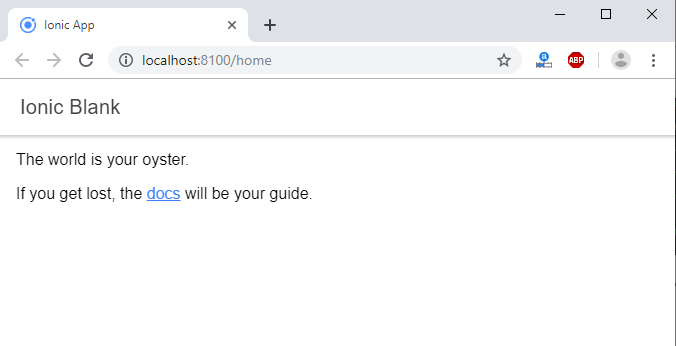 Ionic App
localhost:8100/home
a
ABP
Ionic Blank
The world is your oyster.
If you get lost, the docs will be your guide.